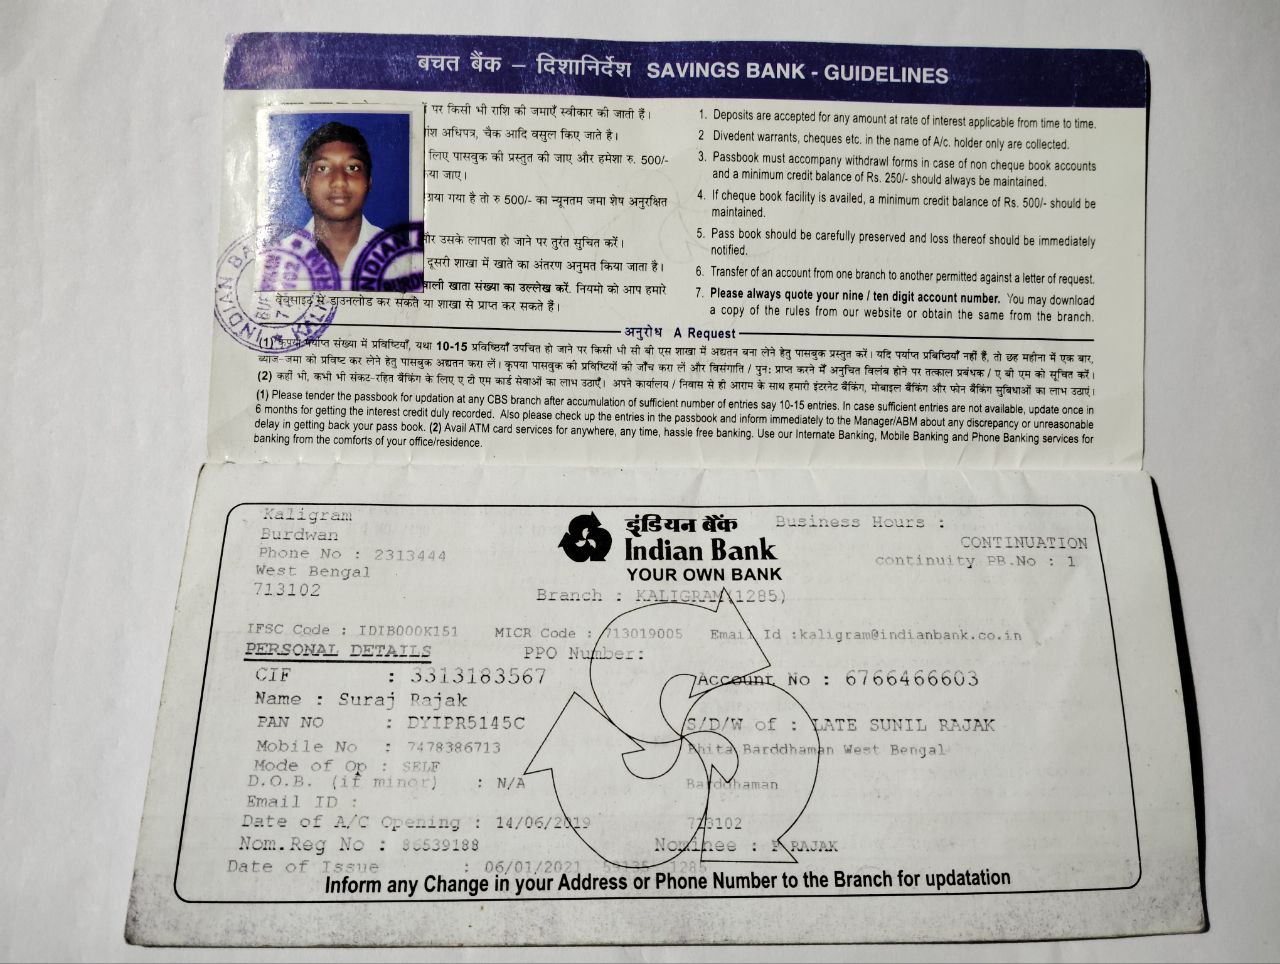 बचत बैंक – दिशानिर्देश SAVINGS BANK - GUIDELINES
पर किसी भी राशि की जमाएँ स्वीकार की जाती हैं।
अधिपत्र, चैक आदि वसुल किए जाते है।
लिए पासबुक की प्रस्तुत की जाए और हमेशा रु. 500/-
जाए।
गया है तो रु 500/- का न्यूनतम जमा शेष अनुरक्षित
उसके लापता हो जाने पर तुरंत सुचित करें।
दूसरी शाखा में खाते का अंतरण अनुमत किया जाता है।
खाता संख्या का उल्लेख करें. नियमो को आप हमारे
वेबसाइट से डाउनलोड कर सकते या शाखा से प्राप्त कर सकते हैं।
1. Deposits are accepted for any amount at rate of interest applicable from time to time.
2 Divedent warrants, cheques etc. in the name of A/c. holder only are collected.
3. Passbook must accompany withdrawl forms in case of non cheque book accounts
and a minimum credit balance of Rs. 250/- should always be maintained.
4. If cheque book facility is availed, a minimum credit balance of Rs. 500/- should be
maintained.
5. Pass book should be carefully preserved and loss thereof should be immediately
notified.
6. Transfer of an account from one branch to another permitted against a letter of request.
7. Please always quote your nine / ten digit account number. You may download
a copy of the rules from our website or obtain the same from the branch.
INDIAN BA
KALI
INDIAN
BURD
अनुरोध A Request
(1) कृपया पर्याप्त संख्या में प्रविष्टियाँ, यथा 10-15 प्रविष्टियाँ उपचित हो जाने पर किसी भी सी बी एस शाखा में अद्यतन बना लेने हेतु पासबुक प्रस्तुत करें। यदि पर्याप्त प्रबिष्टियाँ नहीं हैं, तो छह महीना में एक बार,
ब्याज-जमा को प्रविष्ट कर लेने हेतु पासबुक अद्यतन करा लें। कृपया पासबुक की प्रविष्टियों की जाँच करा लें और विसंगति / पुनः प्राप्त करने में अनुचित विलंब होने पर तत्काल प्रबंधक / ए बी एम को सूचित करें।
(2) कहीं भी, कभी भी संकट-रहित बैंकिंग के लिए ए टी एम कार्ड सेवाओं का लाभ उठाएँ। अपने कार्यालय / निवास से ही आराम के साथ हमारी इंटरनेट बैंकिंग, मोबाइल बैंकिंग और फोन बैंकिंग सुबिधाओं का लाभ उठाएं।
(1) Please tender the passbook for updation at any CBS branch after accumulation of sufficient number of entries say 10-15 entries. In case sufficient entries are not available, update once in
6 months for getting the interest credit duly recorded. Also please check up the entries in the passbook and inform immediately to the Manager/ABM about any discrepancy or unreasonable
delay in getting back your pass book. (2) Avail ATM card services for anywhere, any time, hassle free banking. Use our Internate Banking, Mobile Banking and Phone Banking services for
banking from the comforts of your office/residence.
Kaligram
Burdwan
Phone No : 2313444
West Bengal
713102
इंडियन बैंक
Indian Bank
YOUR OWN BANK
Business Hours :
CONTINUATION
continuity PB.No : 1
Branch : KALIGRAM(1285)
IFSC Code : IDIB000K151 MICR Code : 713019005 Email Id :kaligram@indianbank.co.in
PERSONAL DETAILS PPO Number:
CIF : 3313183567 Account No : 6766466603
Name : Suraj Rajak
PAN NO : DYIPR5145C S/D/W of : LATE SUNIL RAJAK
Mobile No : 7478386713 Bhita Barddhaman West Bengal
Mode of Op : SELF
D.O.B. (if minor) : N/A Barddhaman
Email ID :
Date of A/C Opening : 14/06/2019 713102
Nom.Reg No : 86539188 Nominee : P RAJAK
Date of Issue : 06/01/2021 59135 1285
Inform any Change in your Address or Phone Number to the Branch for updatation